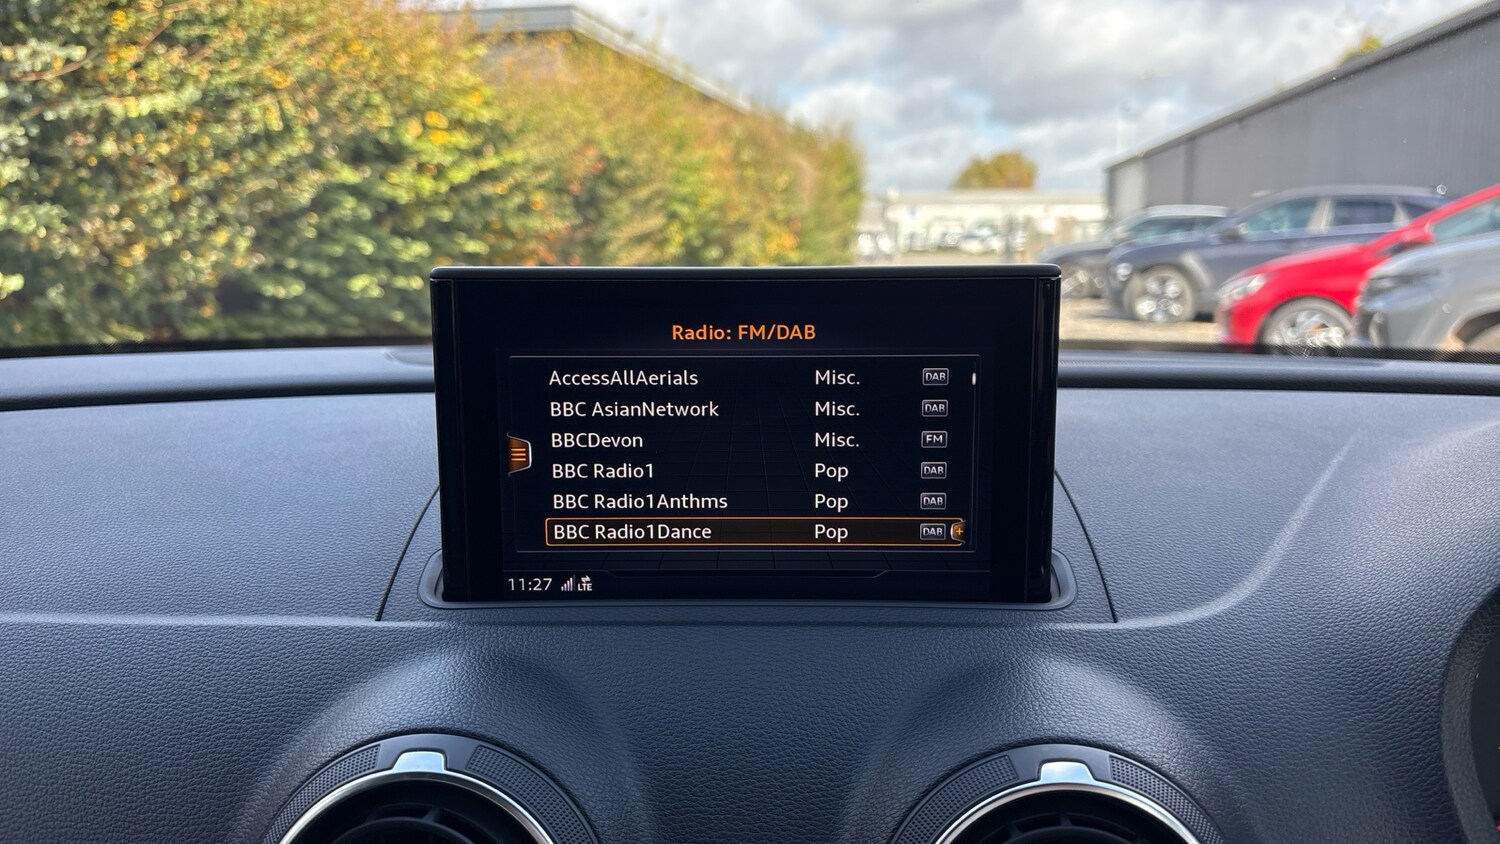 Radio: FM/DAB
AccessAllAerials Misc. DAB
BBC AsianNetwork Misc. DAB
BBCDevon Misc. FM
BBC Radio1 Pop DAB
BBC Radio1Anthms Pop DAB
BBC Radio1Dance Pop DAB +
11:27 LTE